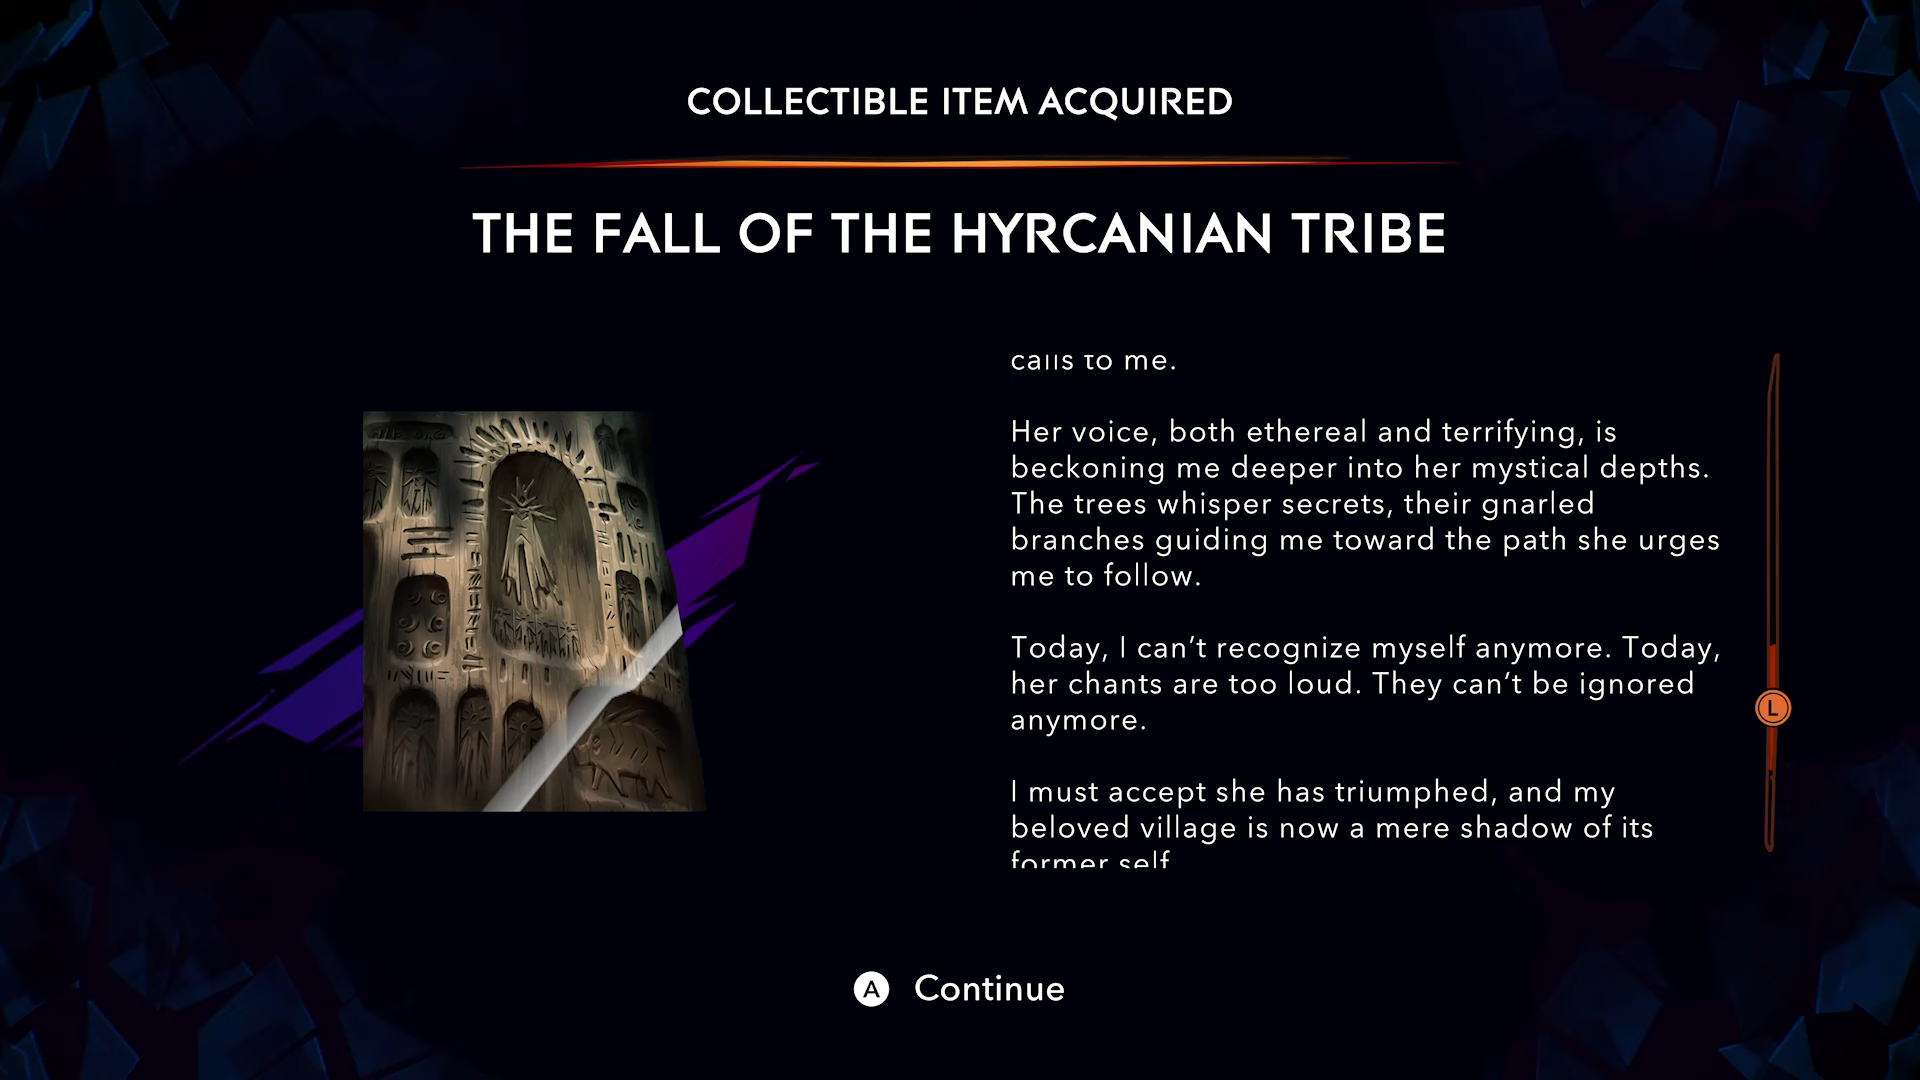 COLLECTIBLE ITEM ACQUIRED
THE FALL OF THE HYRCANIAN TRIBE
calls to me.
Her voice, both ethereal and terrifying, is
beckoning me deeper into her mystical depths.
The trees whisper secrets, their gnarled
branches guiding me toward the path she urges
me to follow.
Today, I can’t recognize myself anymore. Today,
her chants are too loud. They can’t be ignored
anymore.
I must accept she has triumphed, and my
beloved village is now a mere shadow of its
former self
L
A Continue